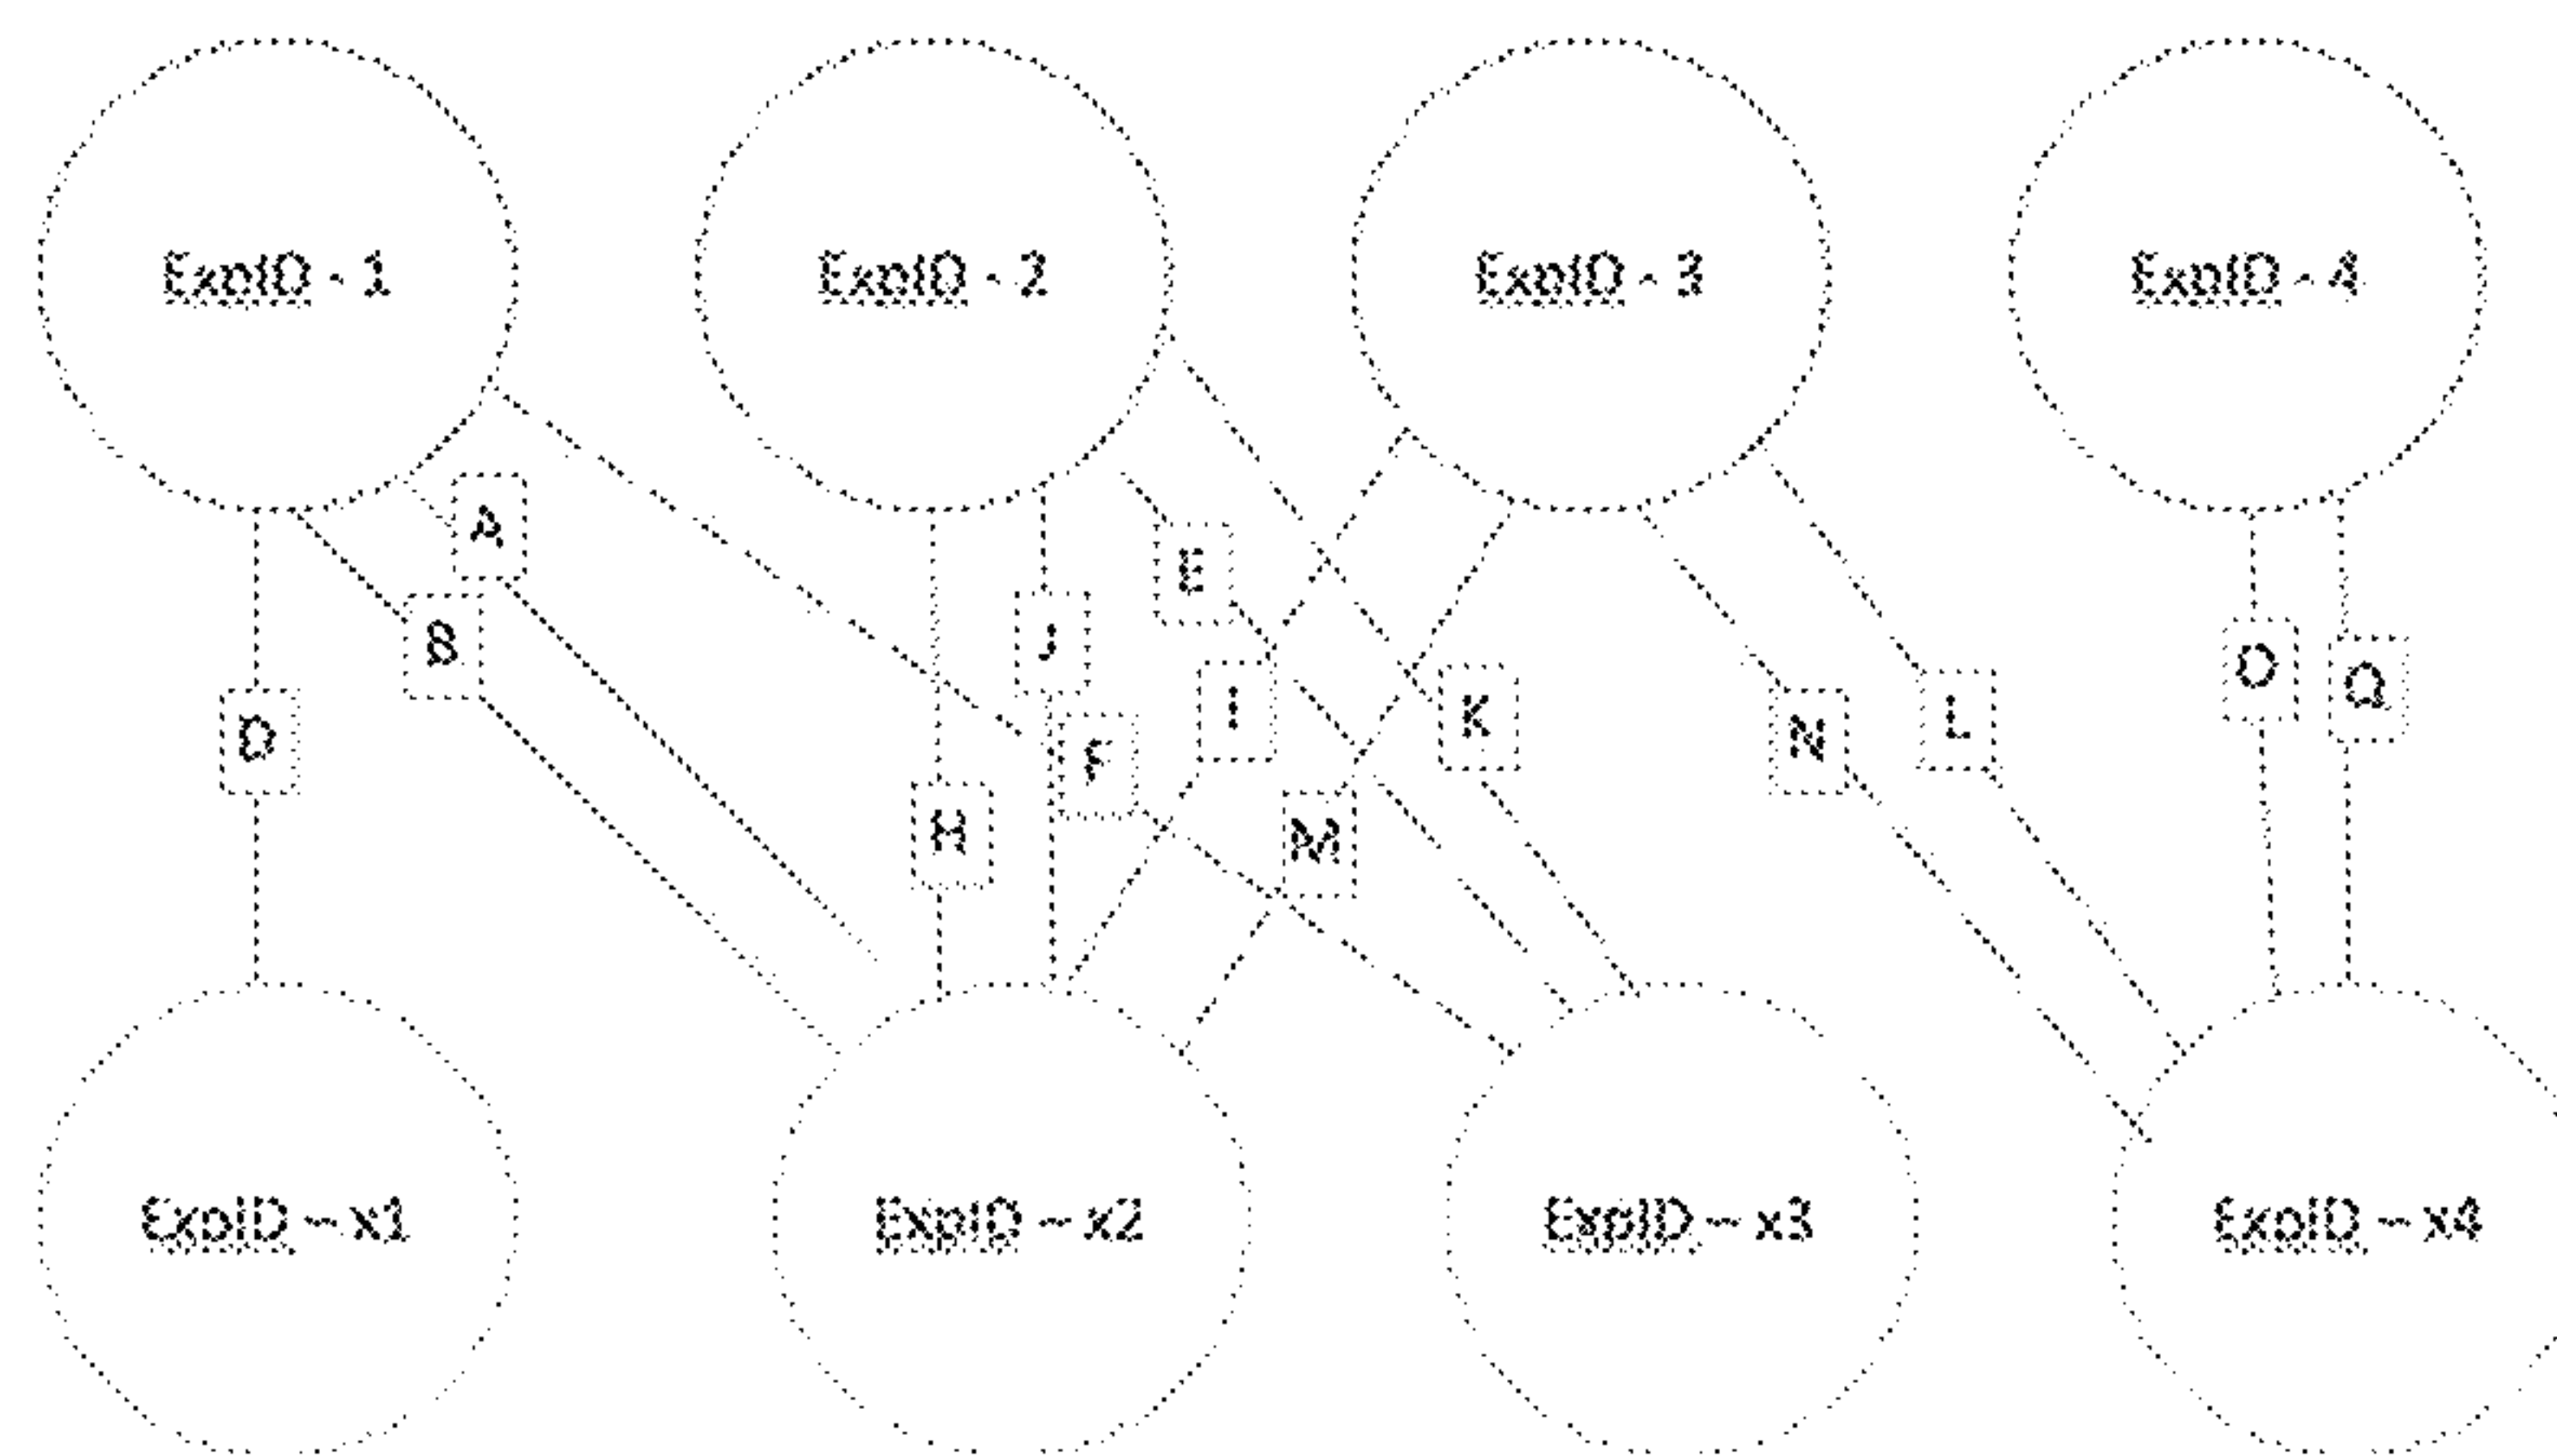 ExpID - 1
ExpID - 2
ExpID - 3
ExpID - 4
A
E
B
J
O
Q
I
K
L
D
N
F
H
M
ExpID – x1
ExpID – x2
ExpID – x3
ExpID – x4